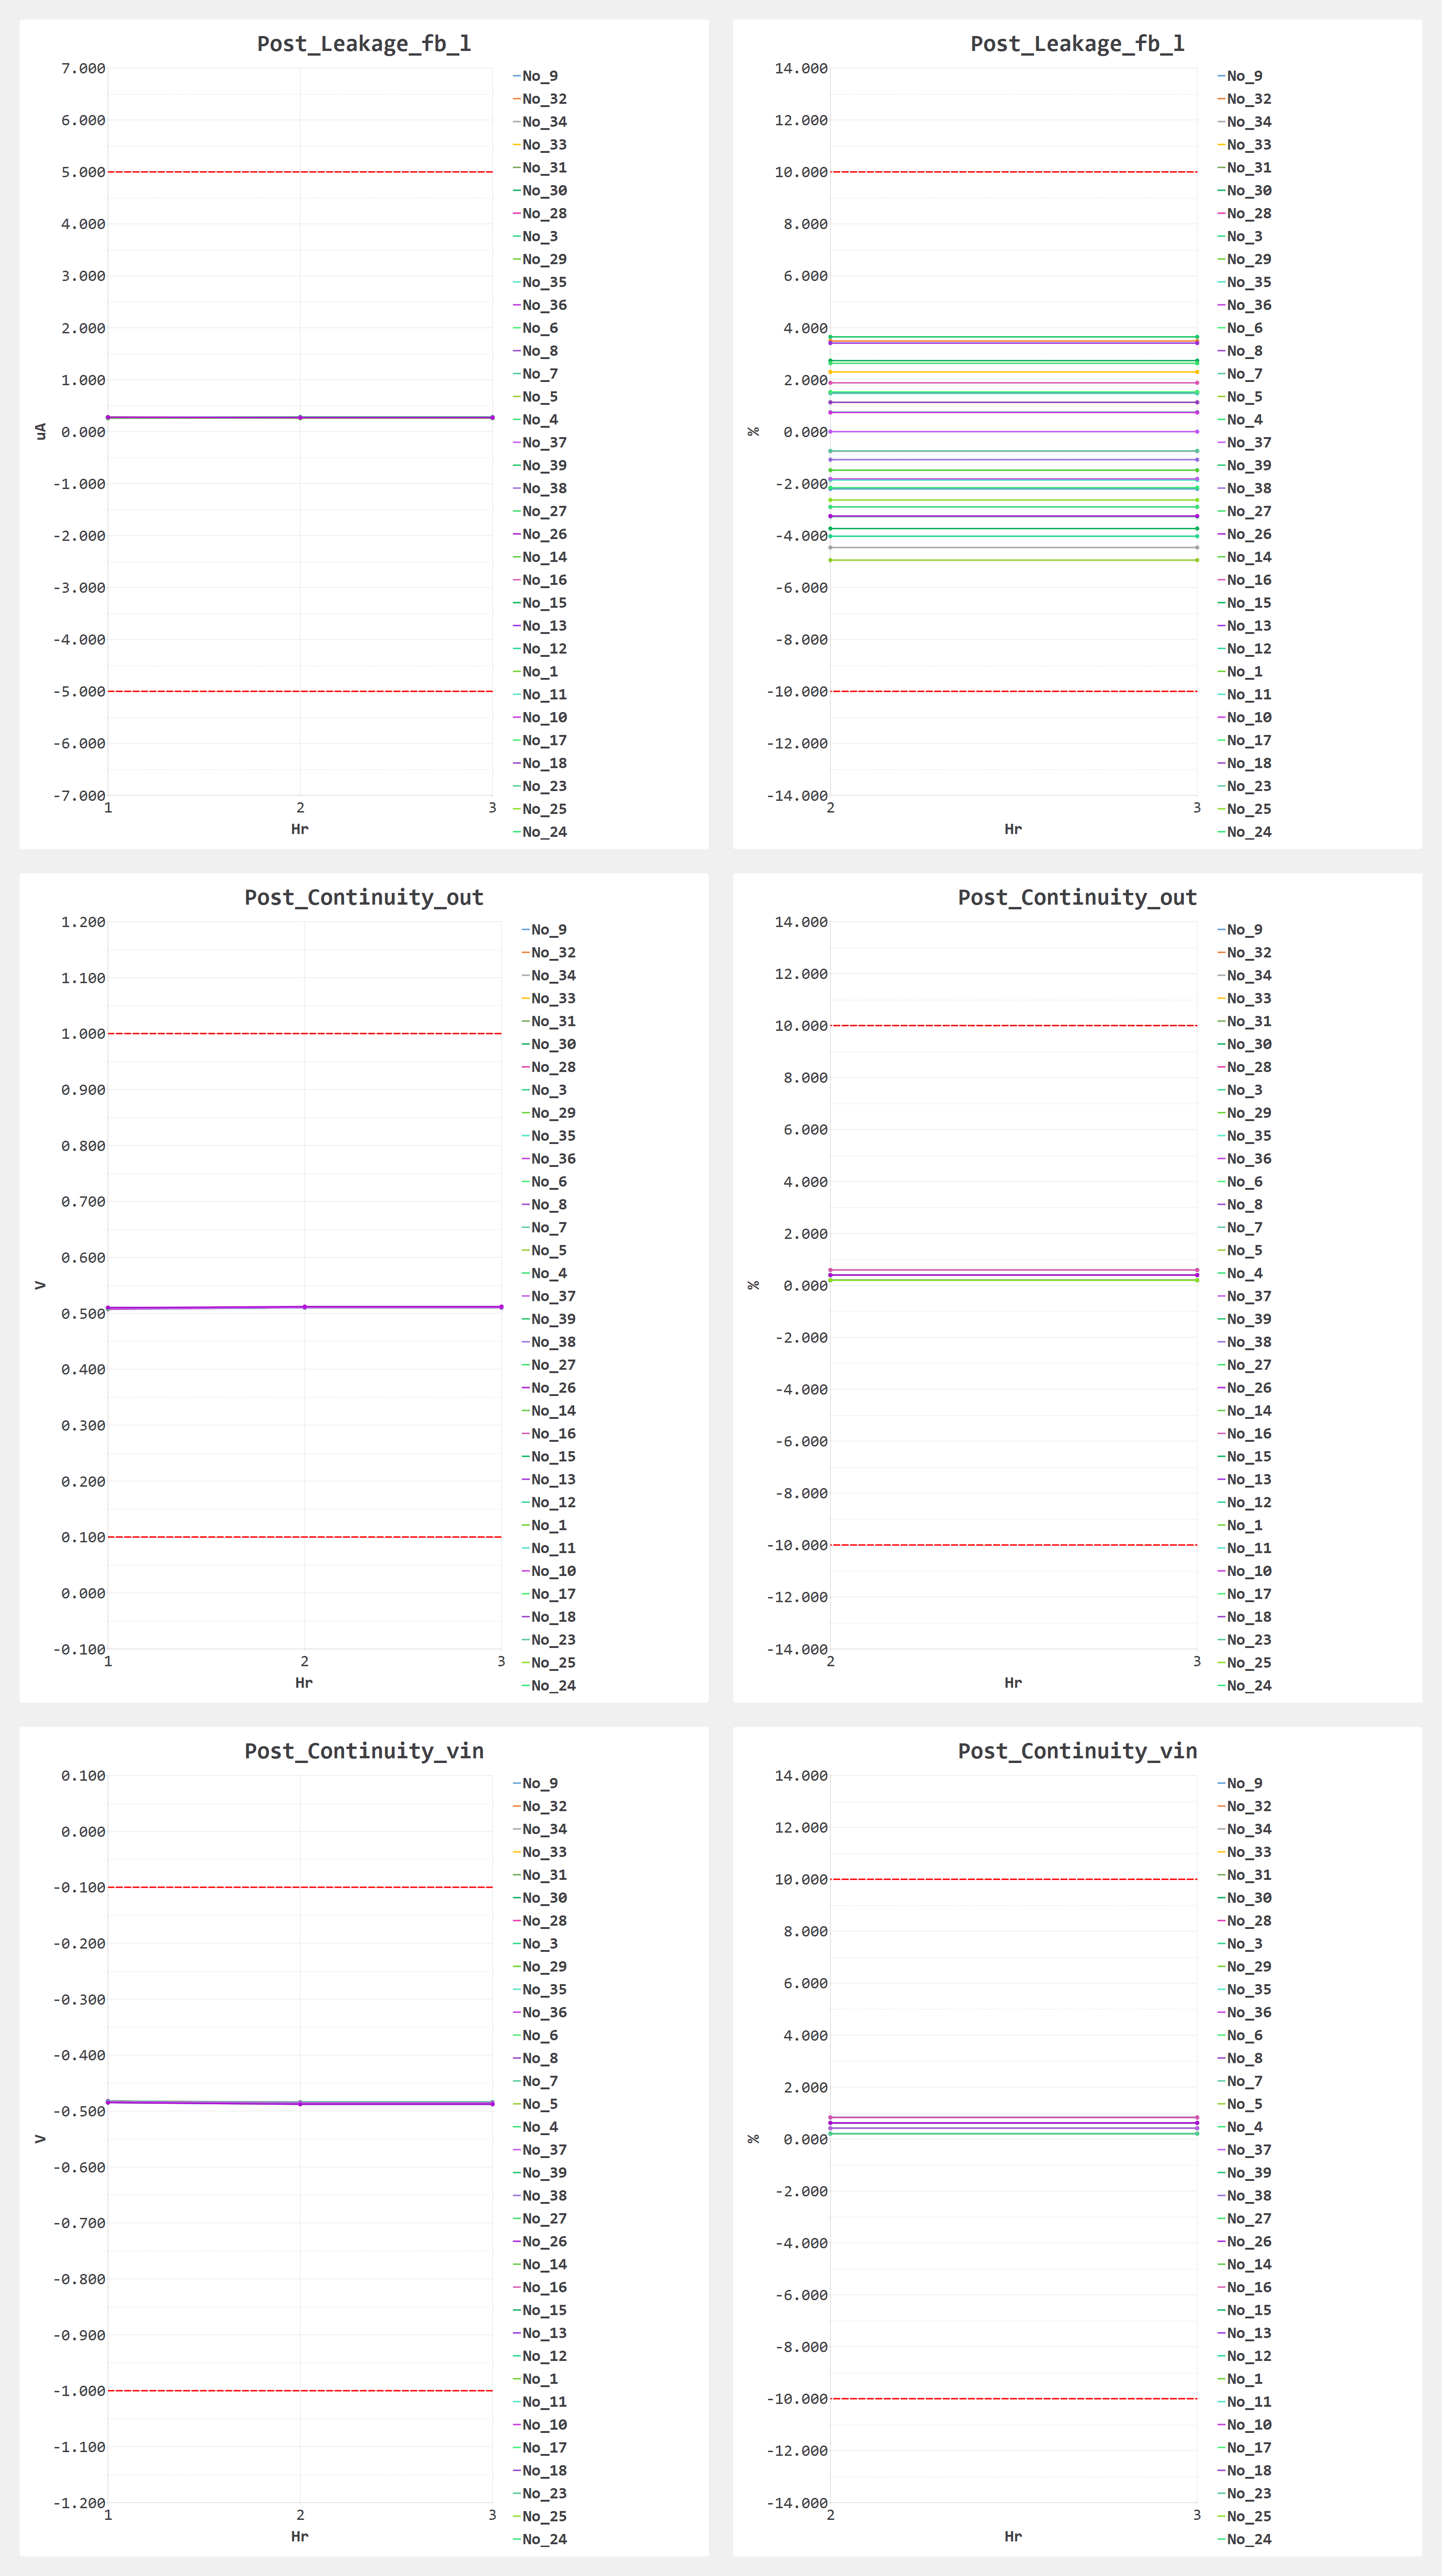 Post_Leakage_fb_l
7.000
6.000
5.000
4.000
3.000
2.000
1.000
0.000
-1.000
-2.000
-3.000
-4.000
-5.000
-6.000
-7.000
uA
1
2
3
Hr
No_9
No_32
No_34
No_33
No_31
No_30
No_28
No_3
No_29
No_35
No_36
No_6
No_8
No_7
No_5
No_4
No_37
No_39
No_38
No_27
No_26
No_14
No_16
No_15
No_13
No_12
No_1
No_11
No_10
No_17
No_18
No_23
No_25
No_24
Post_Leakage_fb_l
14.000
12.000
10.000
8.000
6.000
4.000
2.000
0.000
-2.000
-4.000
-6.000
-8.000
-10.000
-12.000
-14.000
%
2
3
Hr
No_9
No_32
No_34
No_33
No_31
No_30
No_28
No_3
No_29
No_35
No_36
No_6
No_8
No_7
No_5
No_4
No_37
No_39
No_38
No_27
No_26
No_14
No_16
No_15
No_13
No_12
No_1
No_11
No_10
No_17
No_18
No_23
No_25
No_24
Post_Continuity_out
1.200
1.100
1.000
0.900
0.800
0.700
0.600
0.500
0.400
0.300
0.200
0.100
0.000
-0.100
V
1
2
3
Hr
No_9
No_32
No_34
No_33
No_31
No_30
No_28
No_3
No_29
No_35
No_36
No_6
No_8
No_7
No_5
No_4
No_37
No_39
No_38
No_27
No_26
No_14
No_16
No_15
No_13
No_12
No_1
No_11
No_10
No_17
No_18
No_23
No_25
No_24
Post_Continuity_out
14.000
12.000
10.000
8.000
6.000
4.000
2.000
0.000
-2.000
-4.000
-6.000
-8.000
-10.000
-12.000
-14.000
%
2
3
Hr
No_9
No_32
No_34
No_33
No_31
No_30
No_28
No_3
No_29
No_35
No_36
No_6
No_8
No_7
No_5
No_4
No_37
No_39
No_38
No_27
No_26
No_14
No_16
No_15
No_13
No_12
No_1
No_11
No_10
No_17
No_18
No_23
No_25
No_24
Post_Continuity_vin
0.100
0.000
-0.100
-0.200
-0.300
-0.400
-0.500
-0.600
-0.700
-0.800
-0.900
-1.000
-1.100
-1.200
V
1
2
3
Hr
No_9
No_32
No_34
No_33
No_31
No_30
No_28
No_3
No_29
No_35
No_36
No_6
No_8
No_7
No_5
No_4
No_37
No_39
No_38
No_27
No_26
No_14
No_16
No_15
No_13
No_12
No_1
No_11
No_10
No_17
No_18
No_23
No_25
No_24
Post_Continuity_vin
14.000
12.000
10.000
8.000
6.000
4.000
2.000
0.000
-2.000
-4.000
-6.000
-8.000
-10.000
-12.000
-14.000
%
2
3
Hr
No_9
No_32
No_34
No_33
No_31
No_30
No_28
No_3
No_29
No_35
No_36
No_6
No_8
No_7
No_5
No_4
No_37
No_39
No_38
No_27
No_26
No_14
No_16
No_15
No_13
No_12
No_1
No_11
No_10
No_17
No_18
No_23
No_25
No_24